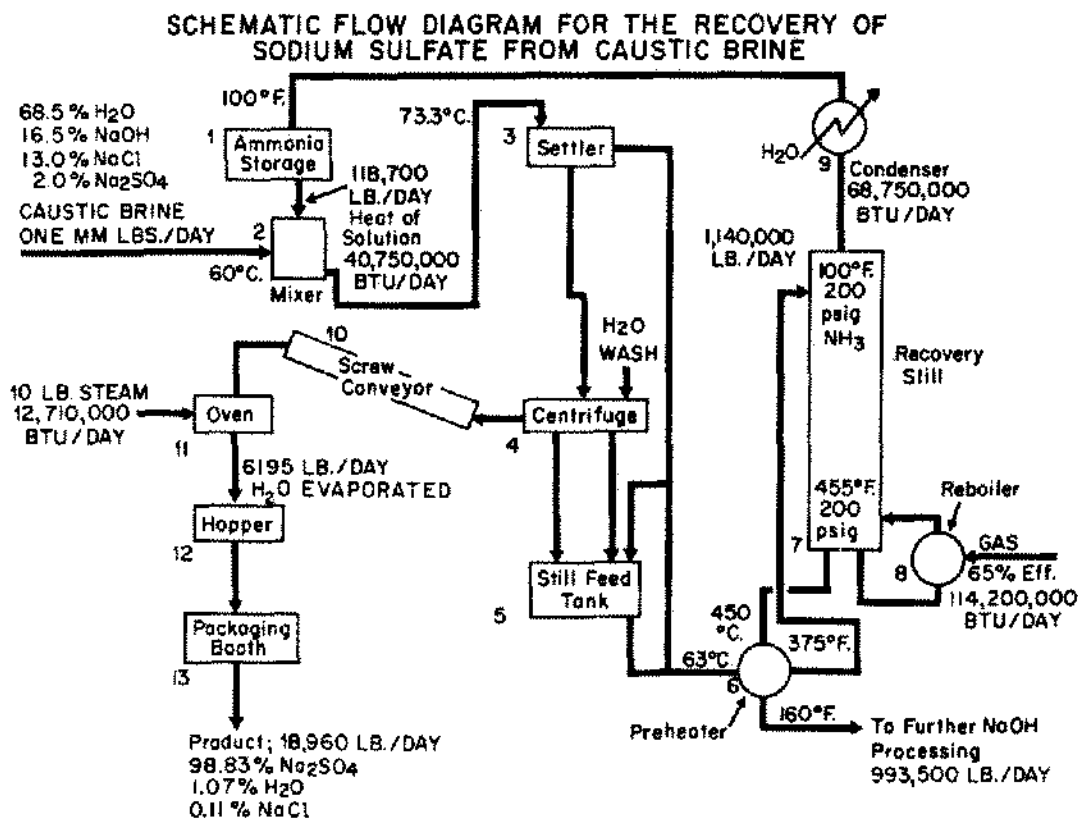 SCHEMATIC FLOW DIAGRAM FOR THE RECOVERY OF
SODIUM SULFATE FROM CAUSTIC BRINE
68.5% H2O
16.5% NaOH
13.0% NaCl
2.0% Na2SO4
CAUSTIC BRINE
ONE MM LBS./DAY
60°C.
100°F.
1
Ammonia
Storage
2
Mixer
118,700
LB./DAY
Heat of
Solution
40,750,000
BTU/DAY
73.3°C.
3
Settler
H2O
9
Condenser
68,750,000
BTU/DAY
1,140,000
LB./DAY
100°F.
200
psig
NH3
Recovery
Still
455°F.
200
psig
7
Reboiler
8
GAS
65% Eff.
114,200,000
BTU/DAY
H2O
WASH
10
Screw
Conveyor
Centrifuge
4
10 LB. STEAM
12,710,000
BTU/DAY
Oven
11
6195 LB./DAY
H2O EVAPORATED
Hopper
12
Still Feed
Tank
5
Packaging
Booth
13
450
°C.
375°F.
63°C.
6
Preheater
160°F.
To Further NaOH
Processing
993,500 LB./DAY
Product; 18,960 LB./DAY
98.83% Na2SO4
1.07% H2O
0.11% NaCl